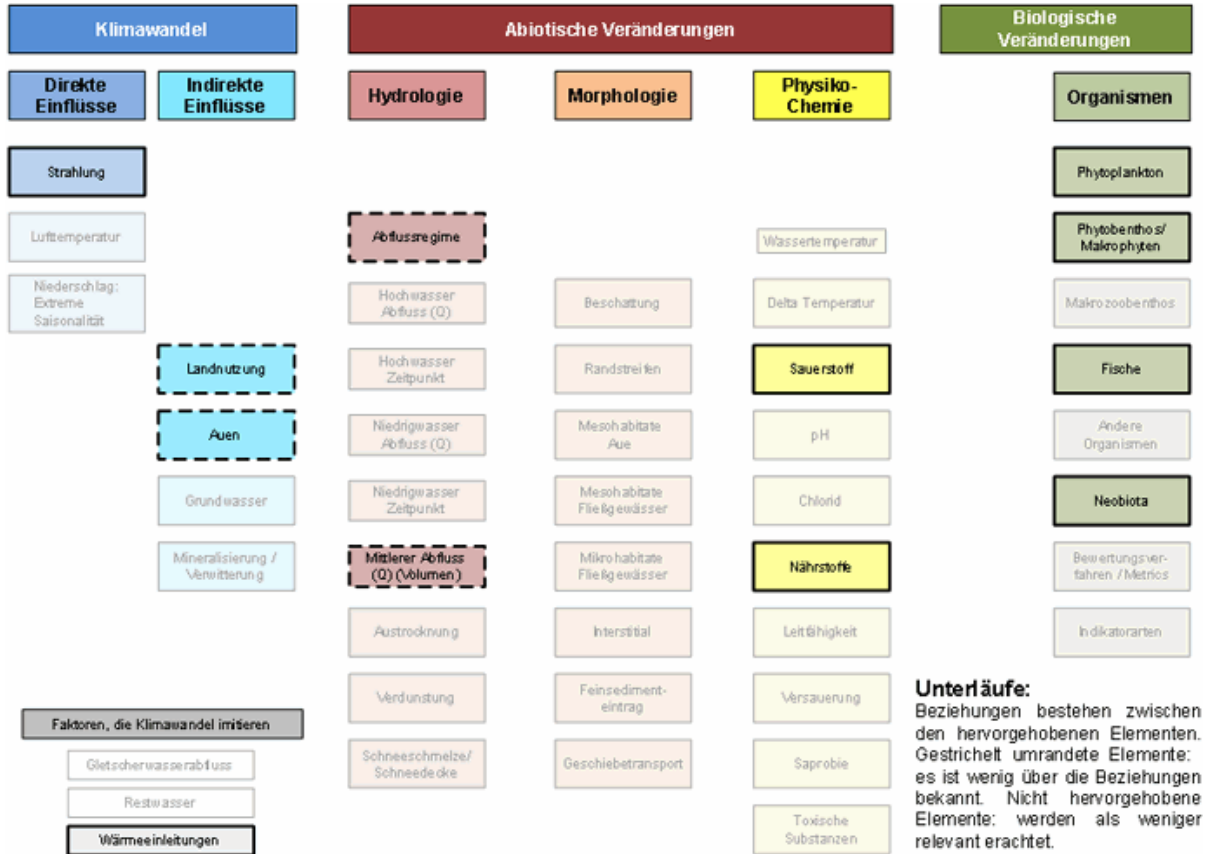 Klimawandel
Abiotische Veränderungen
Biologische
Veränderungen
Direkte
Einflüsse
Indirekte
Einflüsse
Hydrologie
Morphologie
Physiko-
Chemie
Organismen
Strahlung
Lufttemperatur
Niederschlag:
Extreme
Saisonalität
Landnutzung
Auen
Grundwasser
Mineralisierung /
Verwitterung
Abflussregime
Hochwasser
Abfluss (Q)
Hochwasser
Zeitpunkt
Niedrigwasser
Abfluss (Q)
Niedrigwasser
Zeitpunkt
Mittlerer Abfluss
(Q) (Volumen)
Austrocknung
Verdunstung
Schneeschmelze/
Schneedecke
Beschattung
Randstreifen
Mesohabitate
Aue
Mesohabitate
Fließgewässer
Mikrohabitate
Fließgewässer
Interstitial
Feinsediment-
eintrag
Geschiebetransport
Wassertemperatur
Delta Temperatur
Sauerstoff
pH
Chlorid
Nährstoffe
Leitfähigkeit
Versauerung
Saprobie
Toxische
Substanzen
Phytoplankton
Phytobenthos/
Makrophyten
Makrozoobenthos
Fische
Andere
Organismen
Neobiota
Bewertungsver-
fahren / Metrics
Indikatorarten
Faktoren, die Klimawandel imitieren
Gletscherwasserabfluss
Restwasser
Wärmeeinleitungen
Unterläufe:
Beziehungen bestehen zwischen
den hervorgehobenen Elementen.
Gestrichelt umrandete Elemente:
es ist wenig über die Beziehungen
bekannt. Nicht hervorgehobene
Elemente: werden als weniger
relevant erachtet.